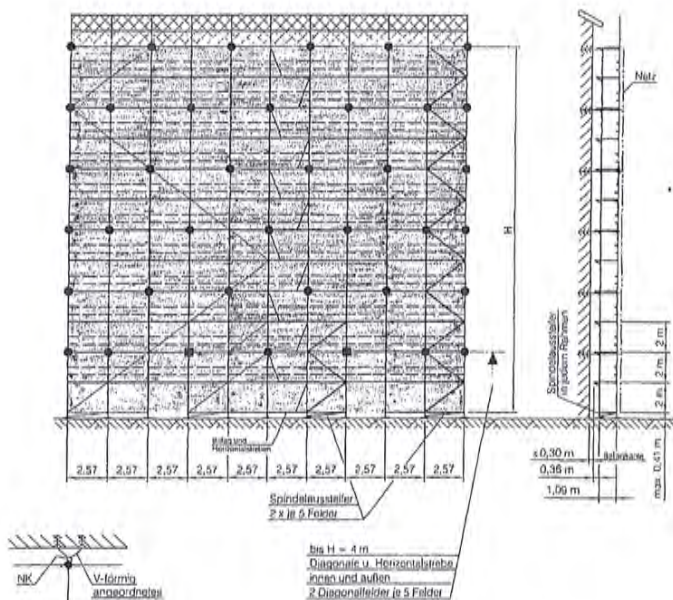 Netz
H
Spindelaussteifer
in jedem Rahmen
2 m
2 m
2 m
max. 0,41 m
Belag und
Horizontalstreben
2,57 2,57 2,57 2,57 2,57 2,57 2,57 2,57 2,57 2,57
≤ 0,30 m
0,36 m
1,09 m
Spindelaussteifer
2 x je 5 Felder
bis H = 4 m
Diagonale u. Horizontalstrebe
innen und außen
2 Diagonalfelder je 5 Felder
NK
V-förmig
angeordnetes